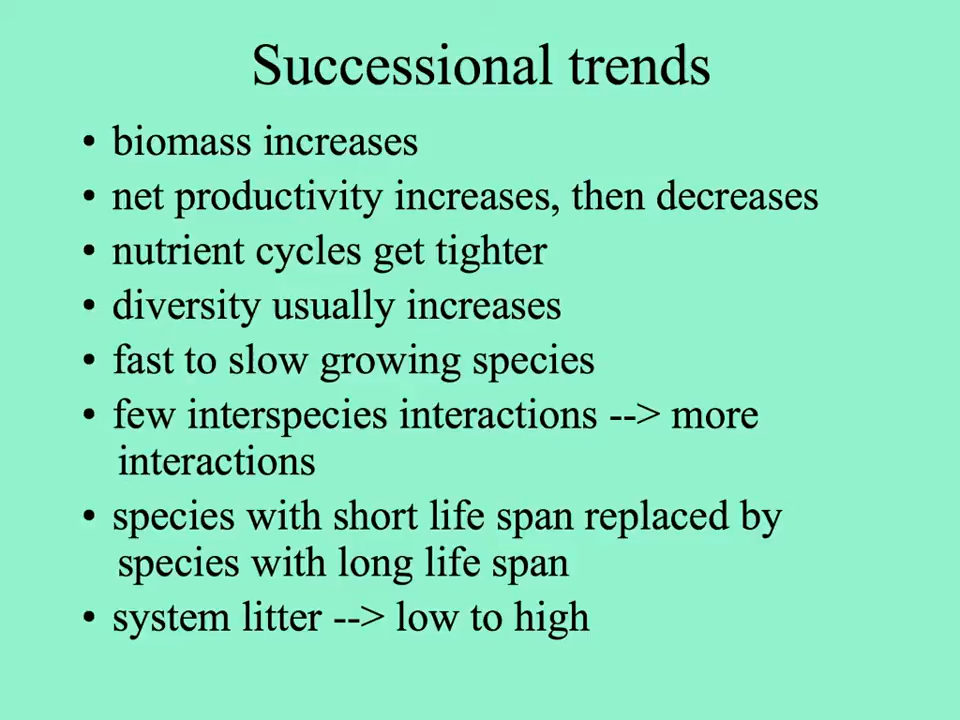 Successional trends
• biomass increases
• net productivity increases, then decreases
• nutrient cycles get tighter
• diversity usually increases
• fast to slow growing species
• few interspecies interactions --> more
interactions
• species with short life span replaced by
species with long life span
• system litter --> low to high